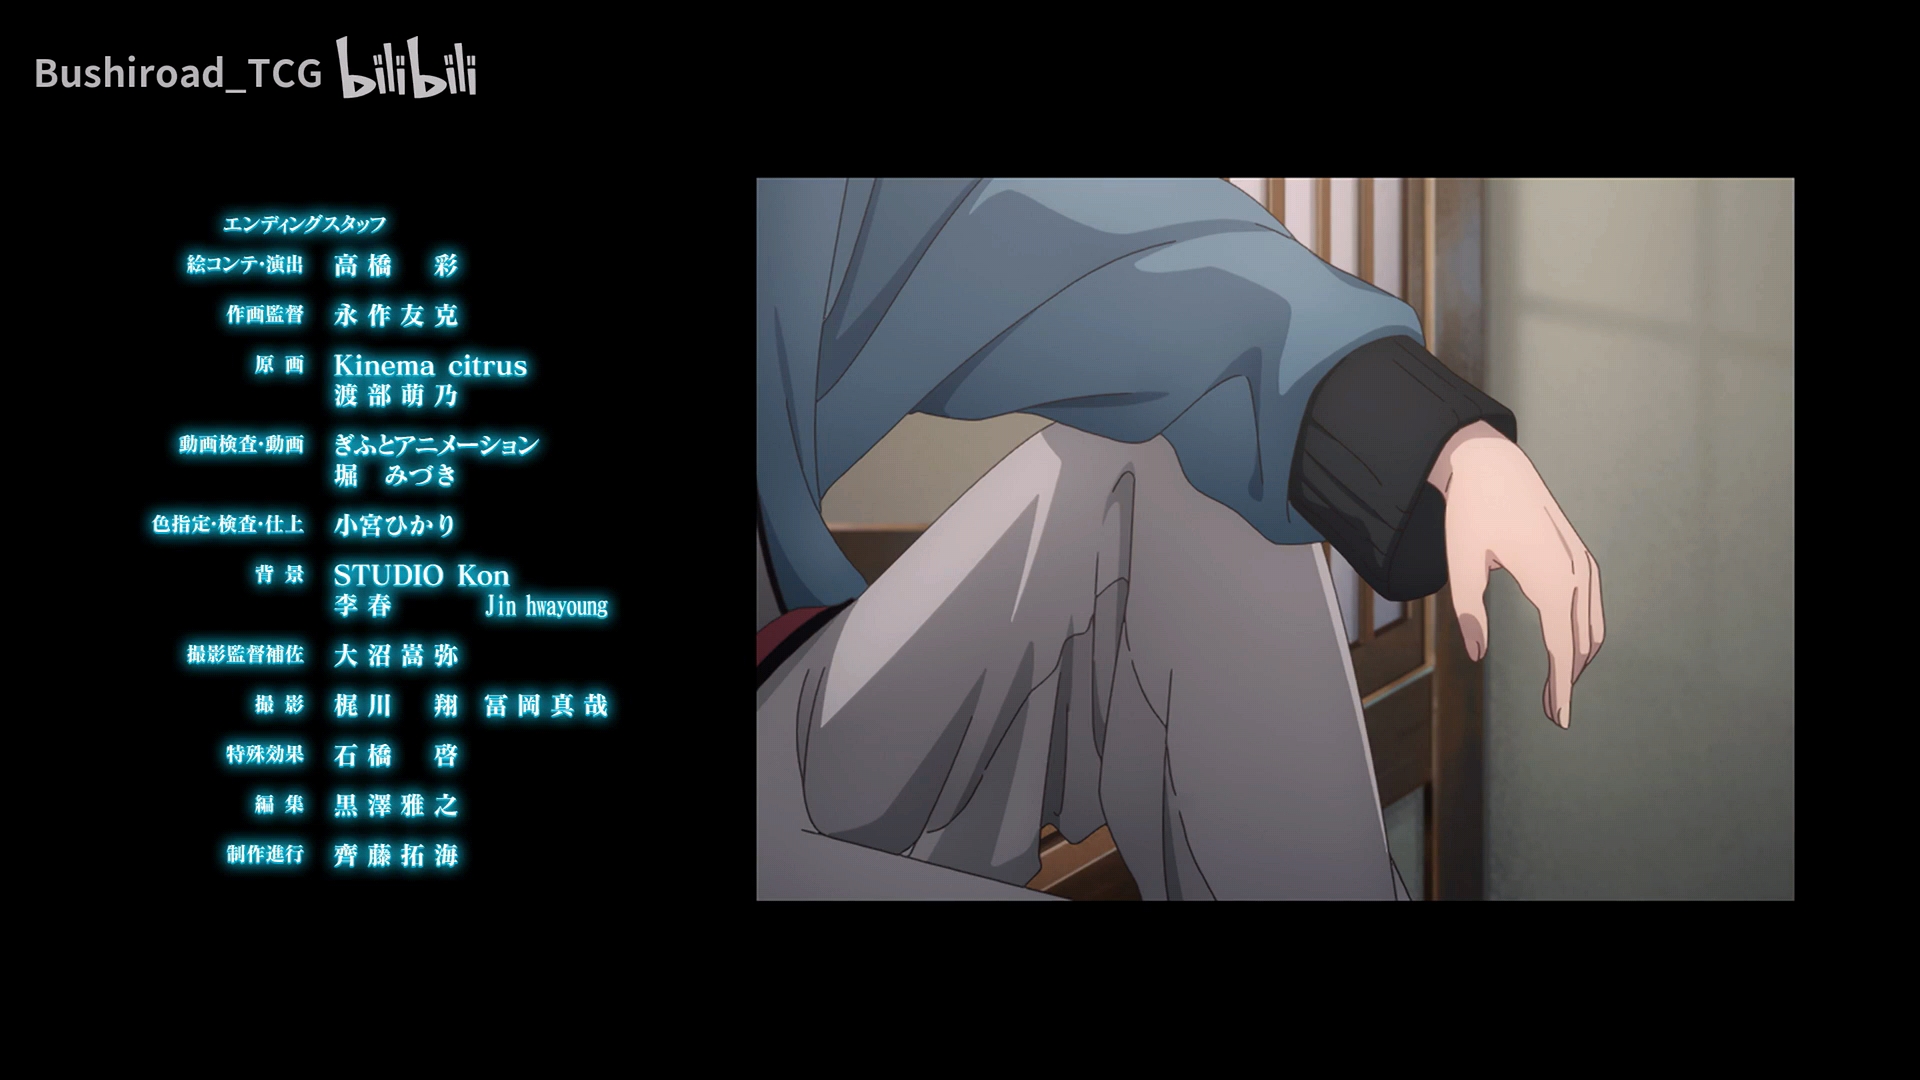 Bushiroad_TCG bilibili
エンディングスタッフ
絵コンテ・演出 高橋 彩
作画監督 永作友克
原画 Kinema citrus
渡部萌乃
動画検査・動画 ぎふとアニメーション
堀 みづき
色指定・検査・仕上 小宮ひかり
背景 STUDIO Kon
李春 Jin hwayoung
撮影監督補佐 大沼嵩弥
撮影 梶川 翔 冨岡真哉
特殊効果 石橋 啓
編集 黒澤雅之
制作進行 齊藤拓海